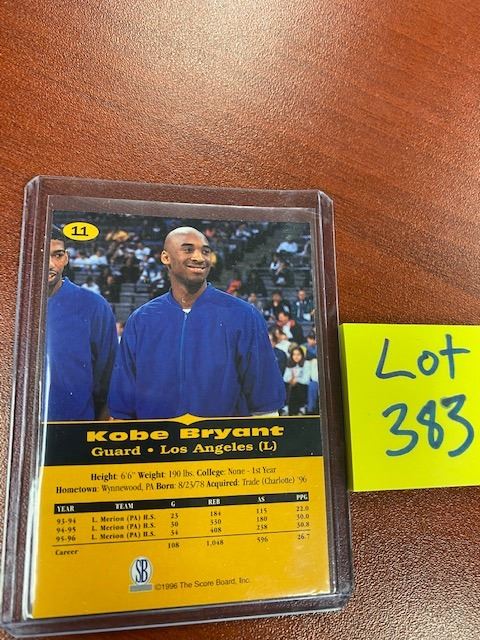 11
Kobe Bryant
Guard • Los Angeles (L)
Height: 6'6" Weight: 190 lbs. College: None - 1st Year
Hometown: Wynnewood, PA Born: 8/23/78 Acquired: Trade (Charlotte) '96
YEAR TEAM G REB AS PPG
93-94 L. Merion (PA) H.S. 23 184 115 22.0
94-95 L. Merion (PA) H.S. 30 330 180 30.0
95-96 L. Merion (PA) H.S. 34 408 238 30.8
Career 108 1,048 596 26.7
SB
©1996 The Score Board, Inc.
Lot
383